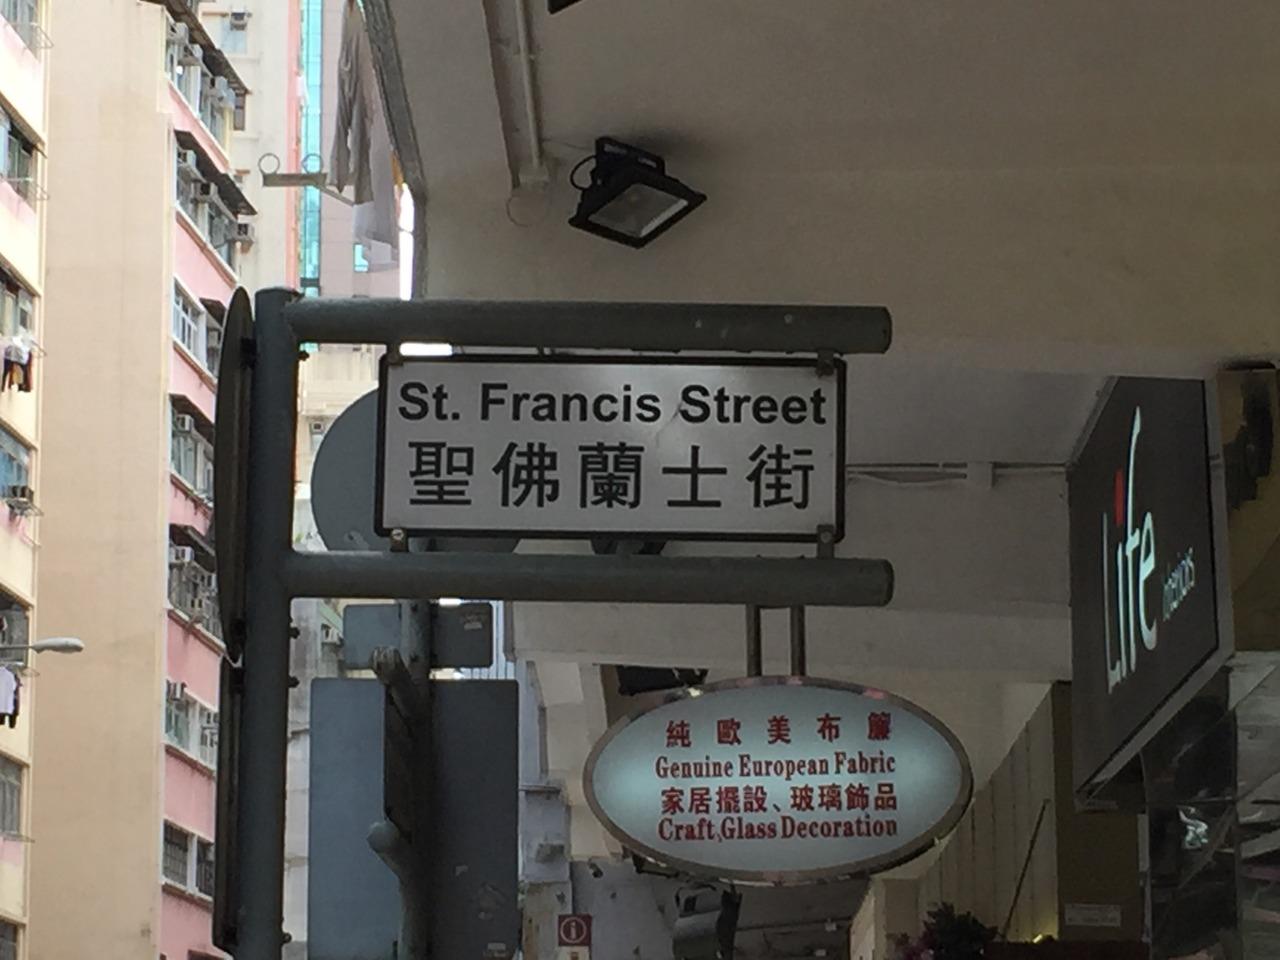 St. Francis Street
聖佛蘭士街
純歐美布簾
Genuine European Fabric
家居擺設、玻璃飾品
Craft,Glass Decoration
Life
interiors